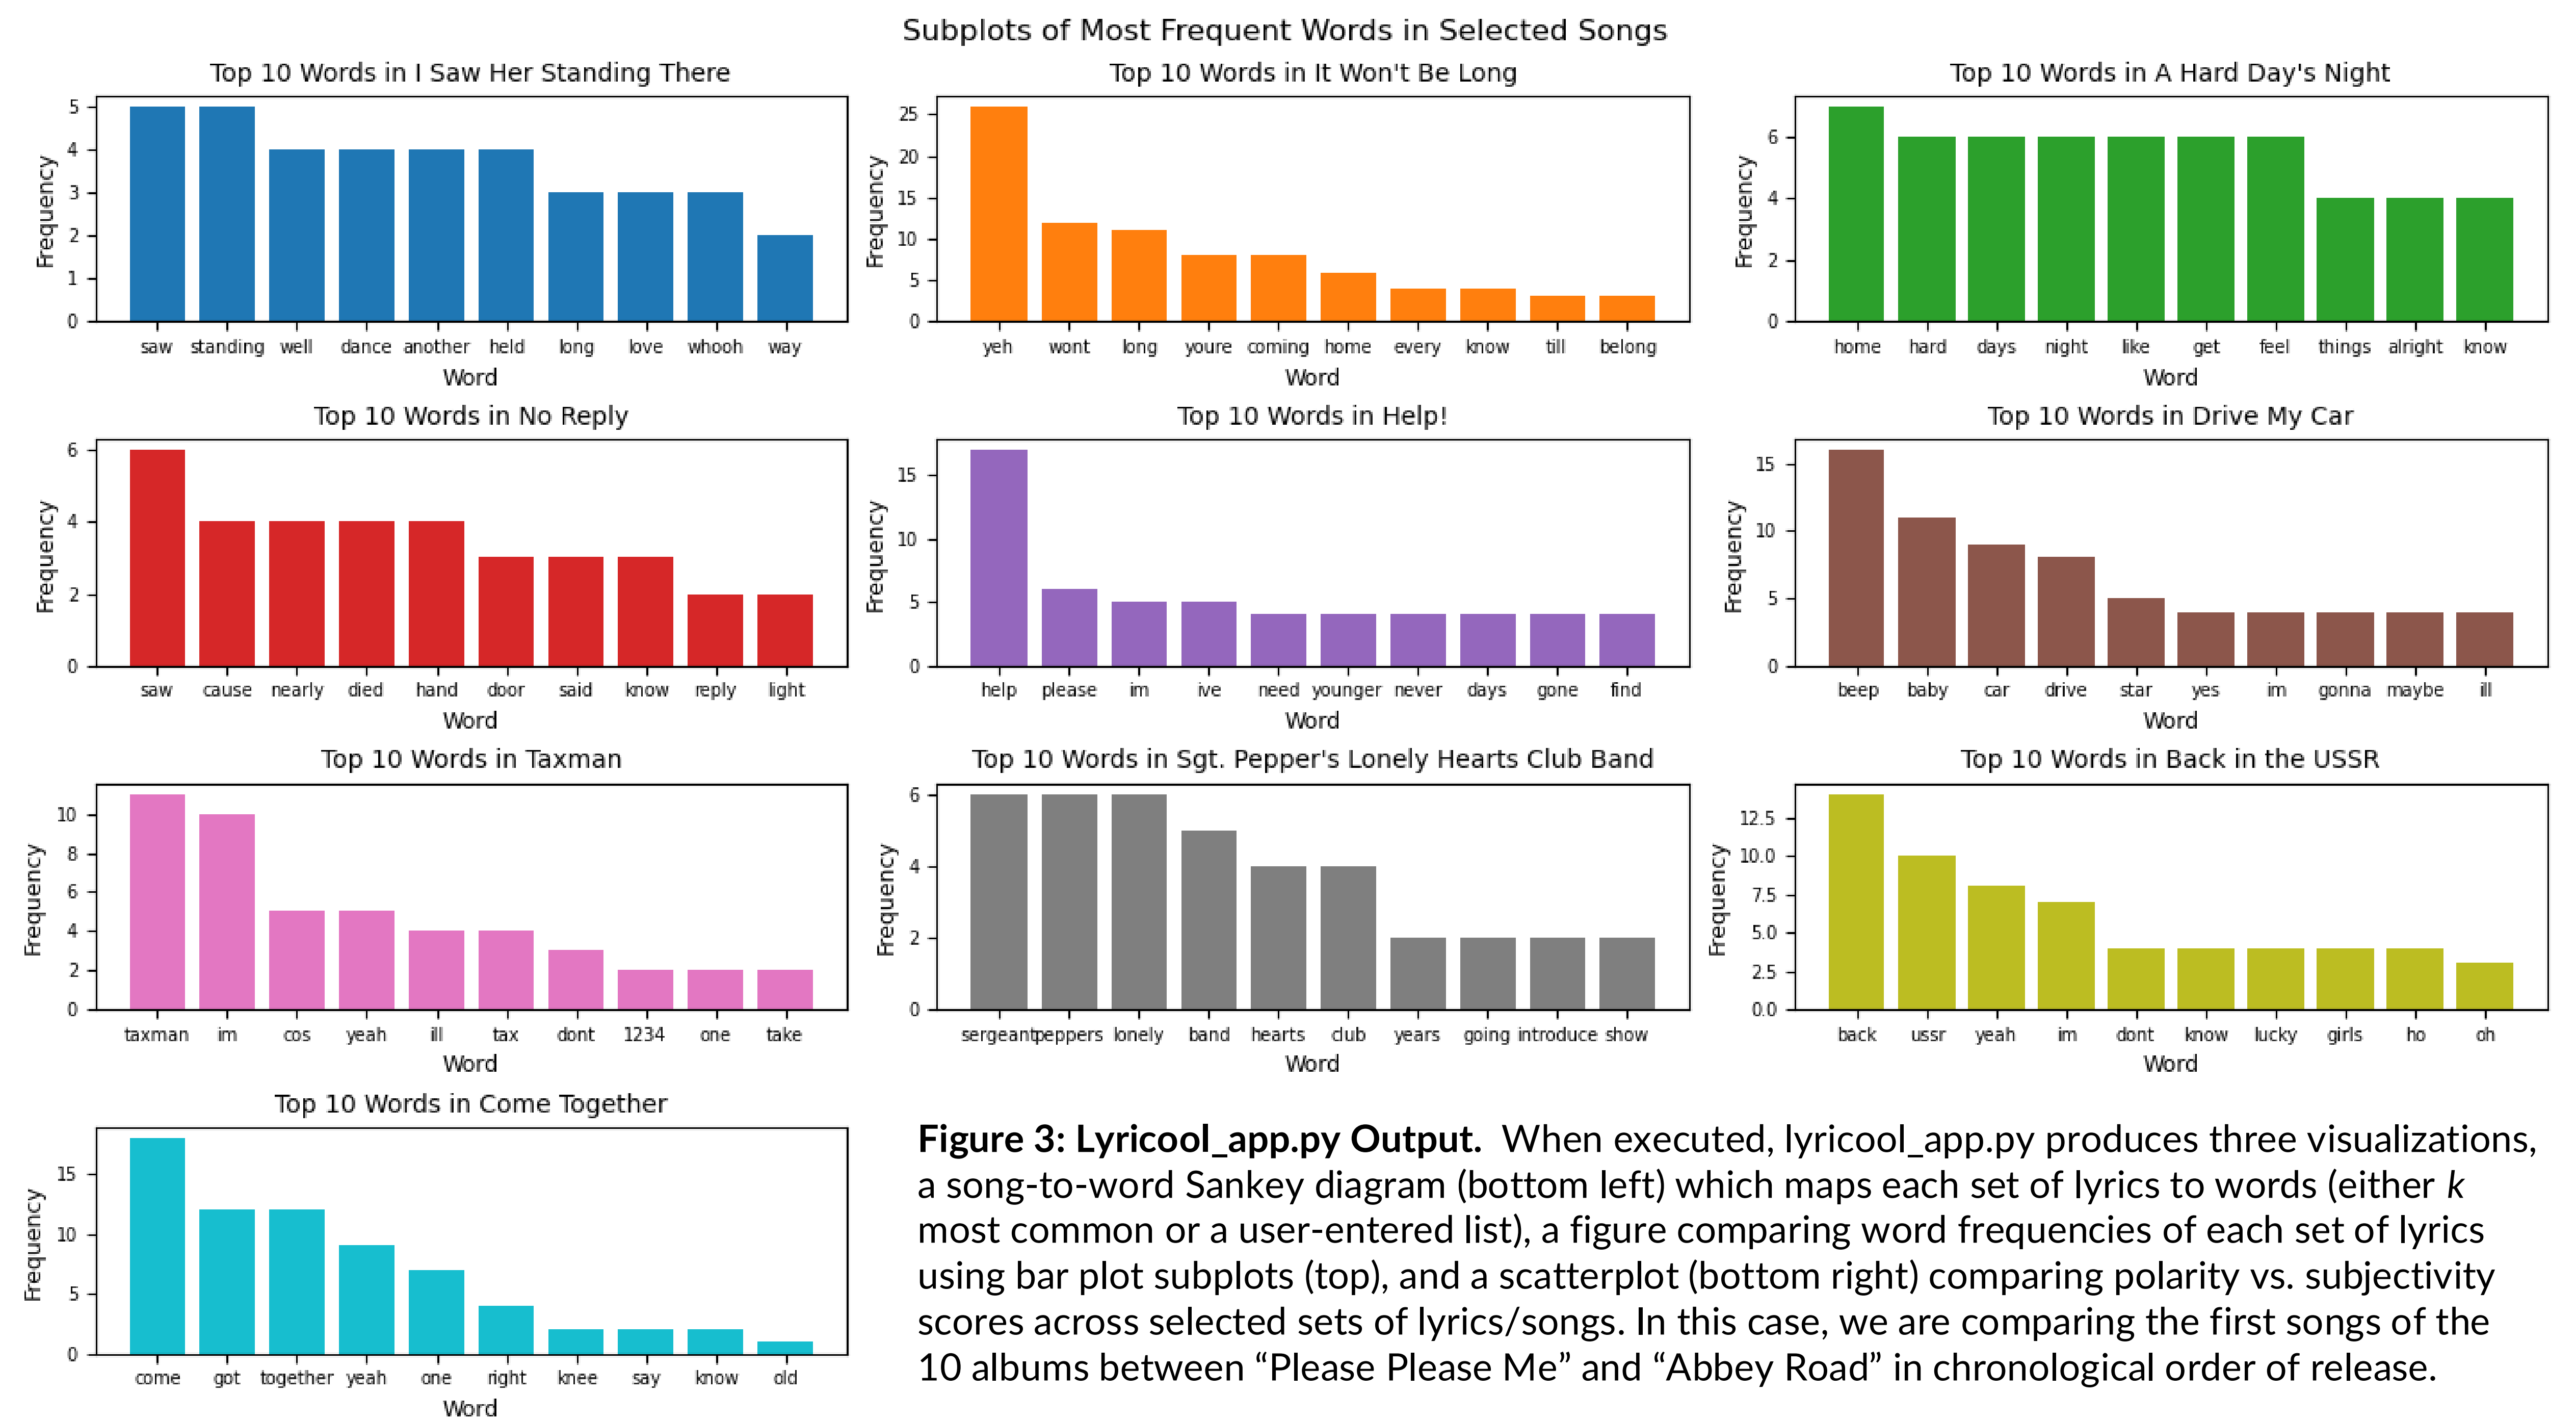 Subplots of Most Frequent Words in Selected Songs
Top 10 Words in I Saw Her Standing There
Frequency
5
4
3
2
1
0
saw standing well dance another held long love whooh way
Word
Top 10 Words in It Won't Be Long
Frequency
25
20
15
10
5
0
yeh wont long youre coming home every know till belong
Word
Top 10 Words in A Hard Day's Night
Frequency
6
4
2
0
home hard days night like get feel things alright know
Word
Top 10 Words in No Reply
Frequency
6
4
2
0
saw cause nearly died hand door said know reply light
Word
Top 10 Words in Help!
Frequency
15
10
5
0
help please im ive need younger never days gone find
Word
Top 10 Words in Drive My Car
Frequency
15
10
5
0
beep baby car drive star yes im gonna maybe ill
Word
Top 10 Words in Taxman
Frequency
10
8
6
4
2
0
taxman im cos yeah ill tax dont 1234 one take
Word
Top 10 Words in Sgt. Pepper's Lonely Hearts Club Band
Frequency
6
4
2
0
sergeant peppers lonely band hearts club years going introduce show
Word
Top 10 Words in Back in the USSR
Frequency
12.5
10.0
7.5
5.0
2.5
0.0
back ussr yeah im dont know lucky girls ho oh
Word
Top 10 Words in Come Together
Frequency
15
10
5
0
come got together yeah one right knee say know old
Word
Figure 3: Lyricool_app.py Output. When executed, lyricool_app.py produces three visualizations,
a song-to-word Sankey diagram (bottom left) which maps each set of lyrics to words (either k
most common or a user-entered list), a figure comparing word frequencies of each set of lyrics
using bar plot subplots (top), and a scatterplot (bottom right) comparing polarity vs. subjectivity
scores across selected sets of lyrics/songs. In this case, we are comparing the first songs of the
10 albums between “Please Please Me” and “Abbey Road” in chronological order of release.